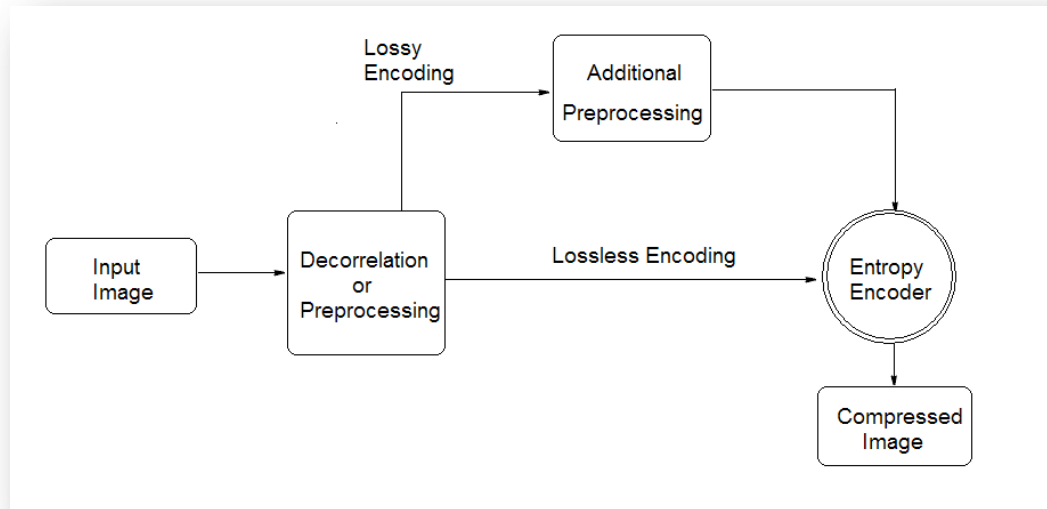 Lossy
Encoding
Additional
Preprocessing
Input
Image
Decorrelation
or
Preprocessing
Lossless Encoding
Entropy
Encoder
Compressed
Image